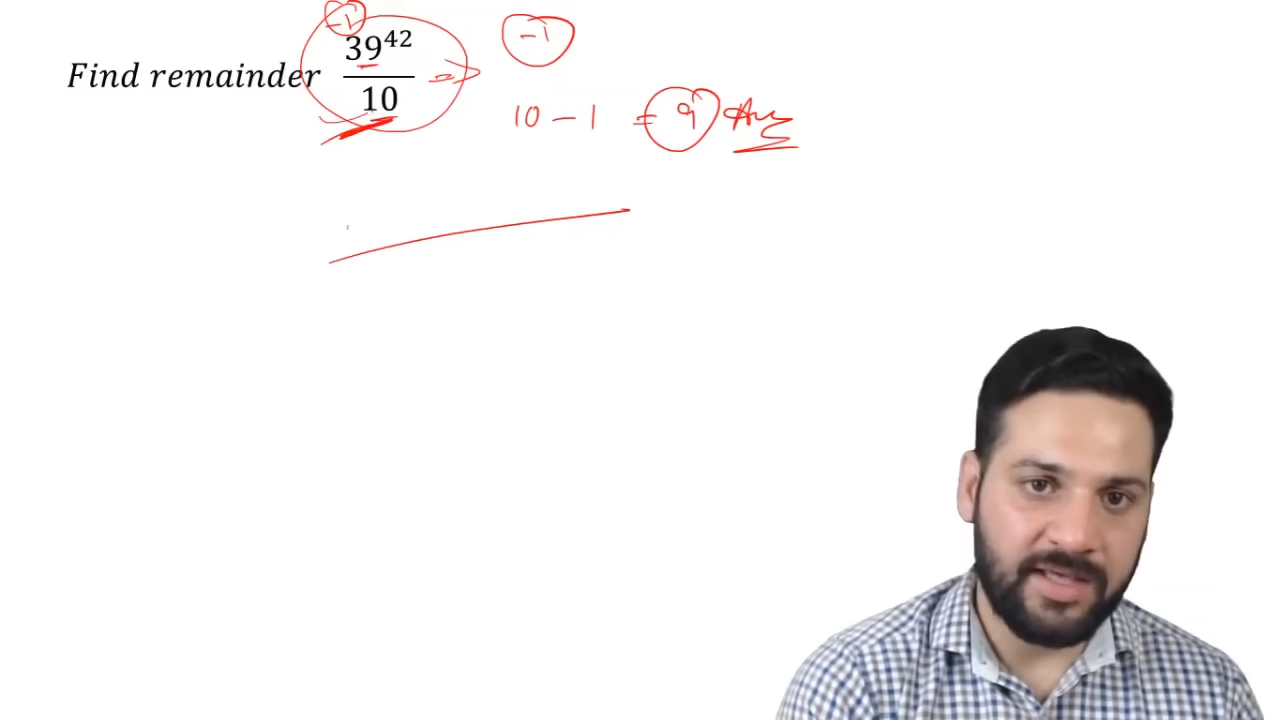 -1
Find remainder 39^42/10 => -1
10 - 1 = 9 Ans